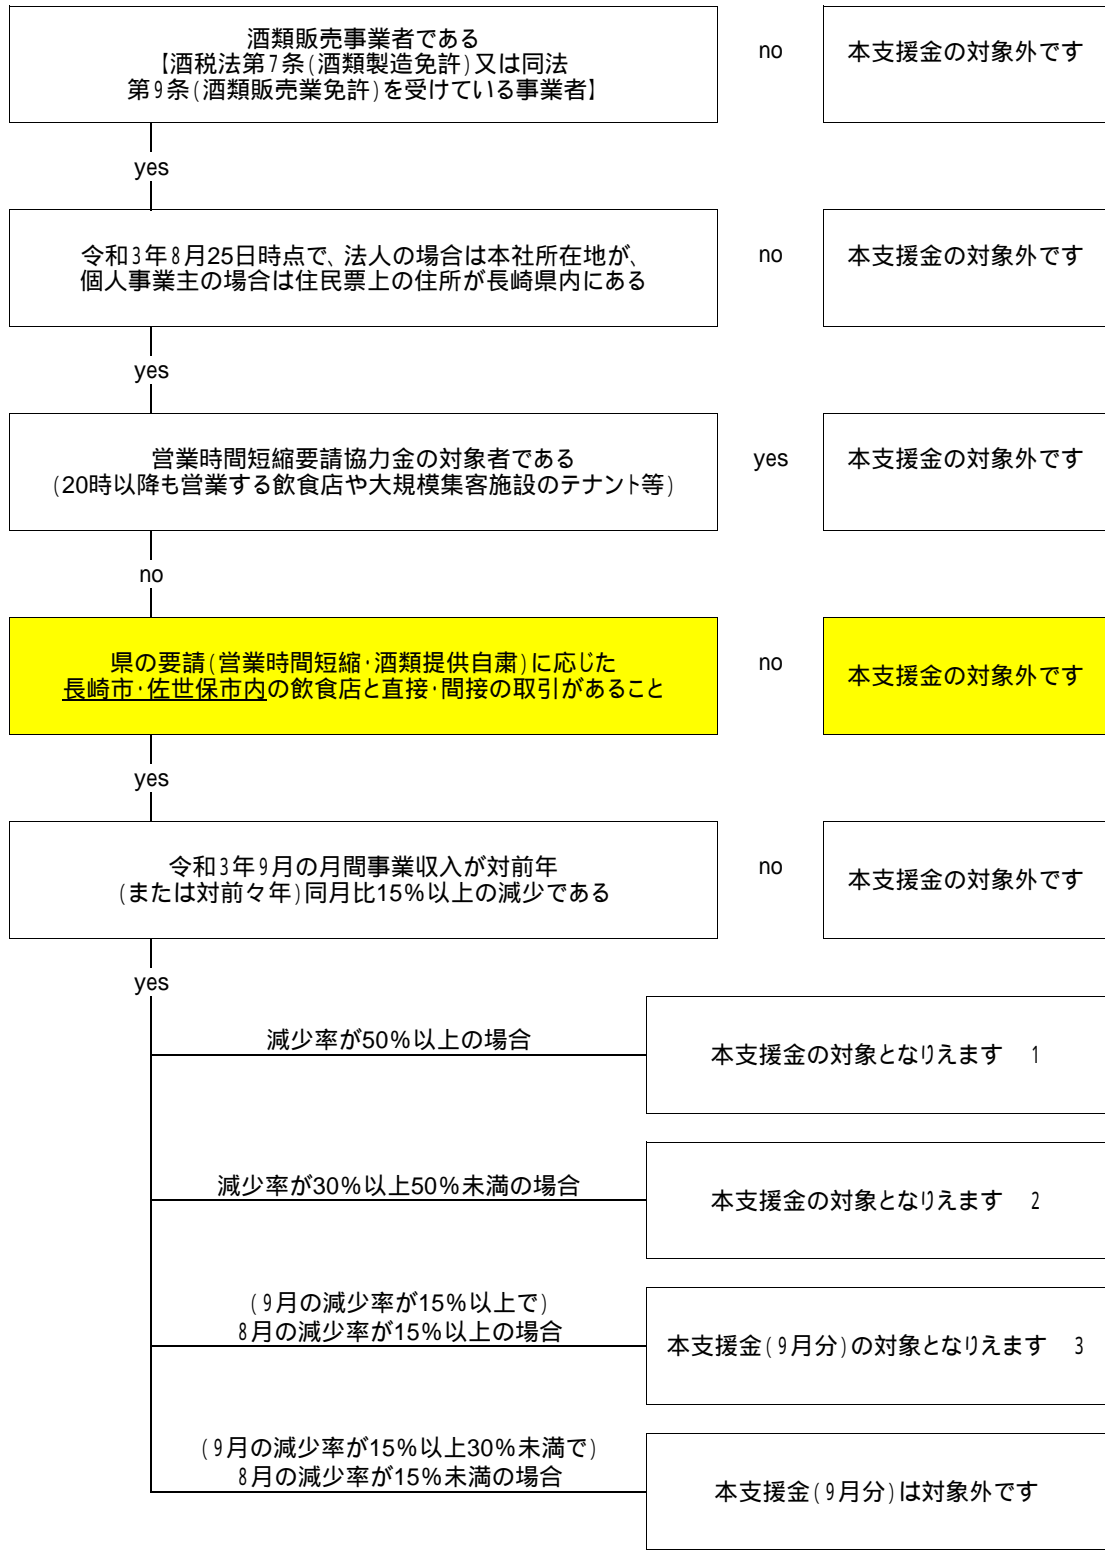 酒類販売事業者である
【酒税法第7条(酒類製造免許)又は同法
第9条(酒類販売業免許)を受けている事業者】
no
本支援金の対象外です
yes
令和3年8月25日時点で、法人の場合は本社所在地が、
個人事業主の場合は住民票上の住所が長崎県内にある
no
本支援金の対象外です
yes
営業時間短縮要請協力金の対象者である
(20時以降も営業する飲食店や大規模集客施設のテナント等)
yes
本支援金の対象外です
no
県の要請(営業時間短縮・酒類提供自粛)に応じた
長崎市・佐世保市内の飲食店と直接・間接の取引があること
no
本支援金の対象外です
yes
令和3年9月の月間事業収入が対前年
(または対前々年)同月比15%以上の減少である
no
本支援金の対象外です
yes
減少率が50%以上の場合
本支援金の対象となりえます 1
減少率が30%以上50%未満の場合
本支援金の対象となりえます 2
(9月の減少率が15%以上で)
8月の減少率が15%以上の場合
本支援金(9月分)の対象となりえます 3
(9月の減少率が15%以上30%未満で)
8月の減少率が15%未満の場合
本支援金(9月分)は対象外です